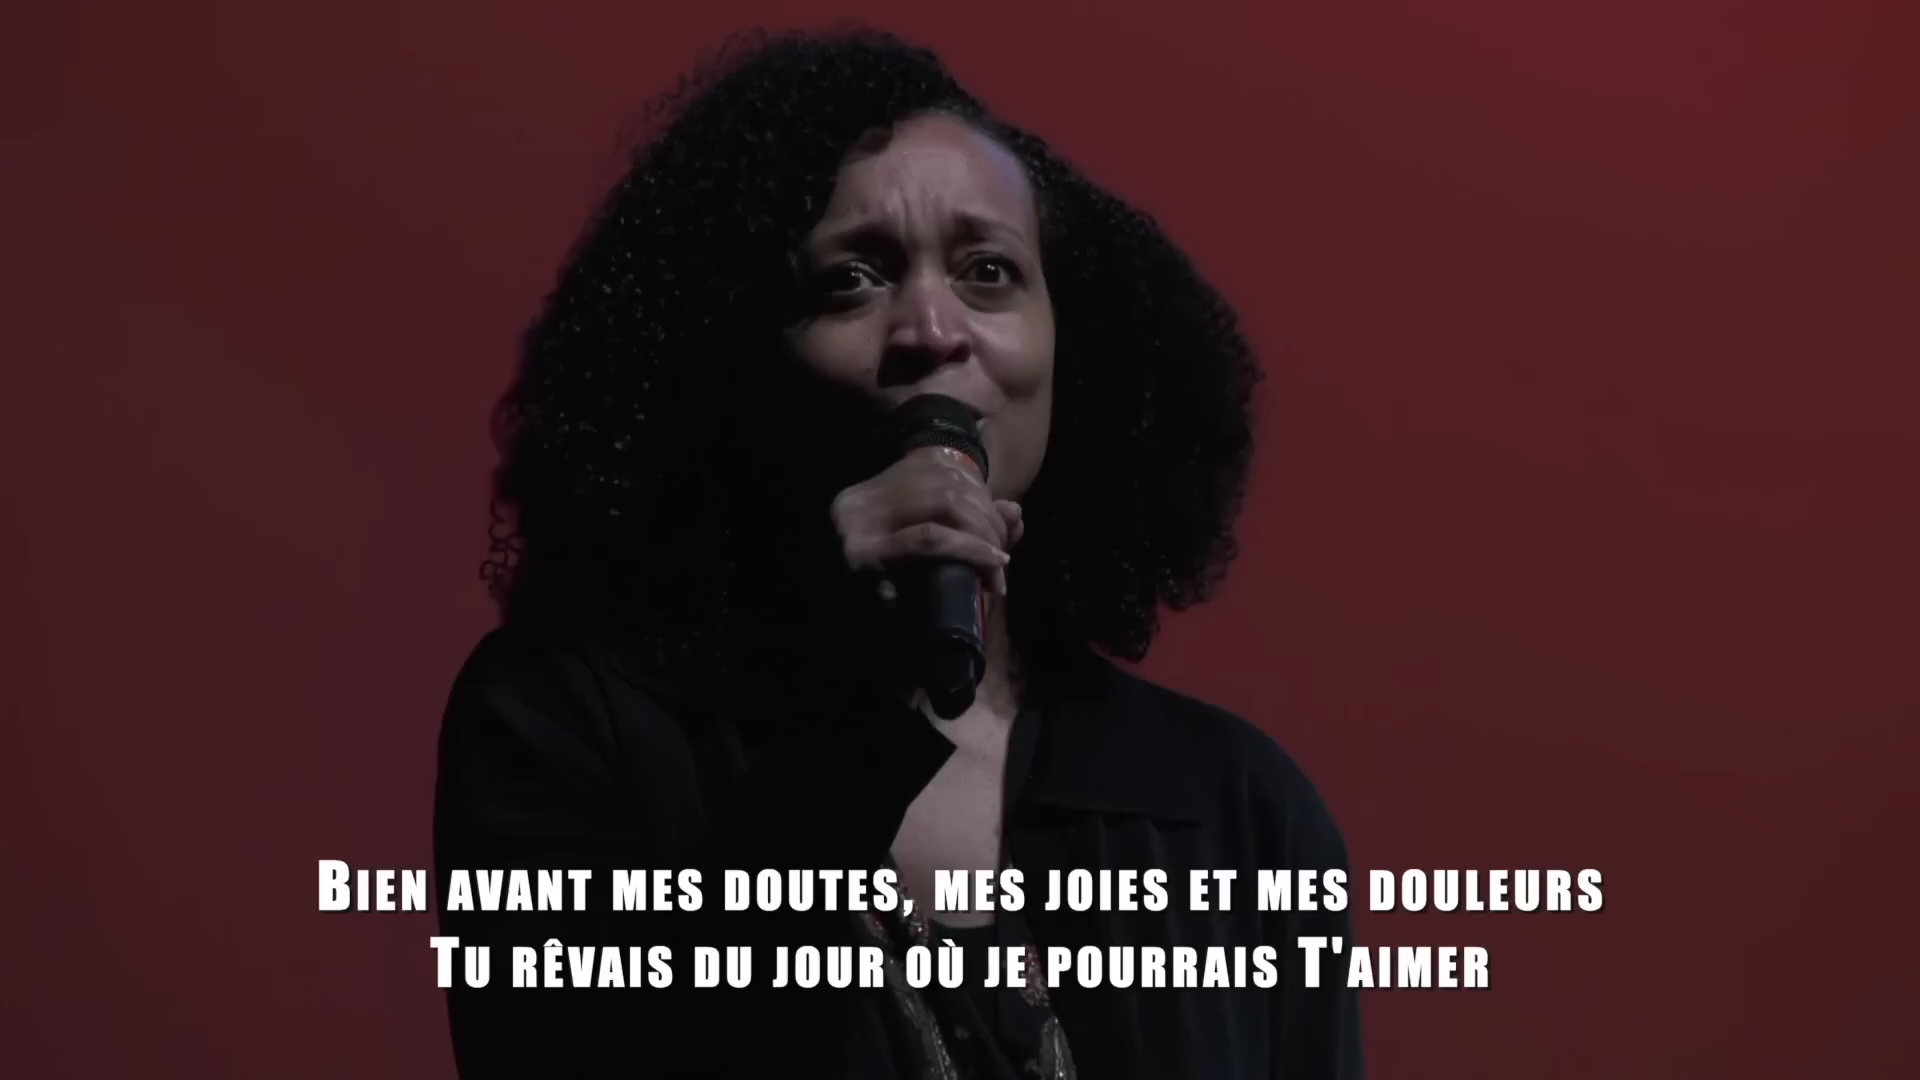 Bien avant mes doutes, mes joies et mes douleurs
Tu rêvais du jour où je pourrais T'aimer